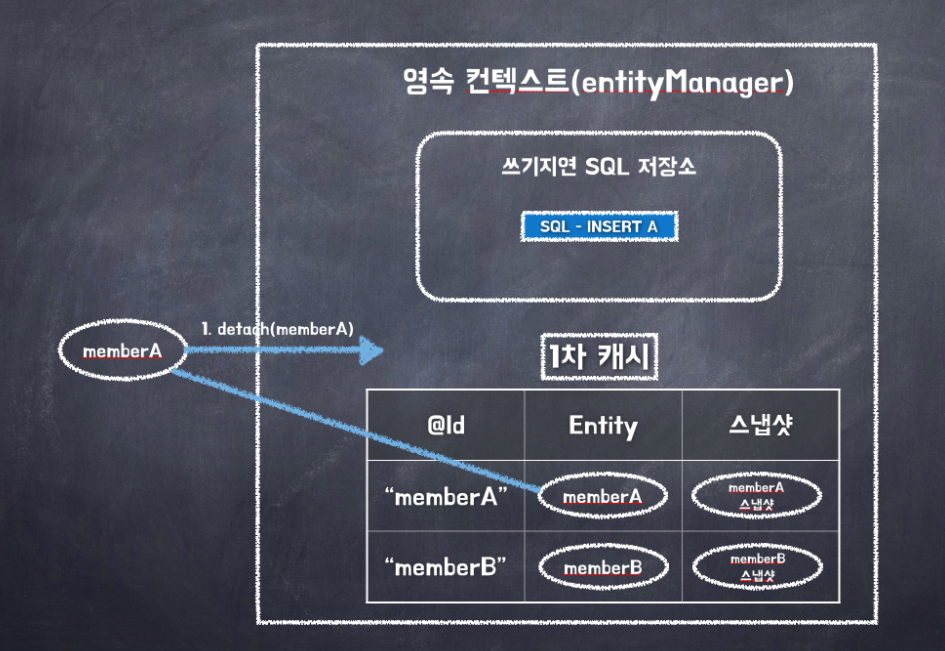 영속 컨텍스트(entityManager)
쓰기지연 SQL 저장소
SQL - INSERT A
1. detach(memberA)
memberA
1차 캐시
@Id Entity 스냅샷
“memberA” memberA memberA 스냅샷
“memberB” memberB memberB 스냅샷